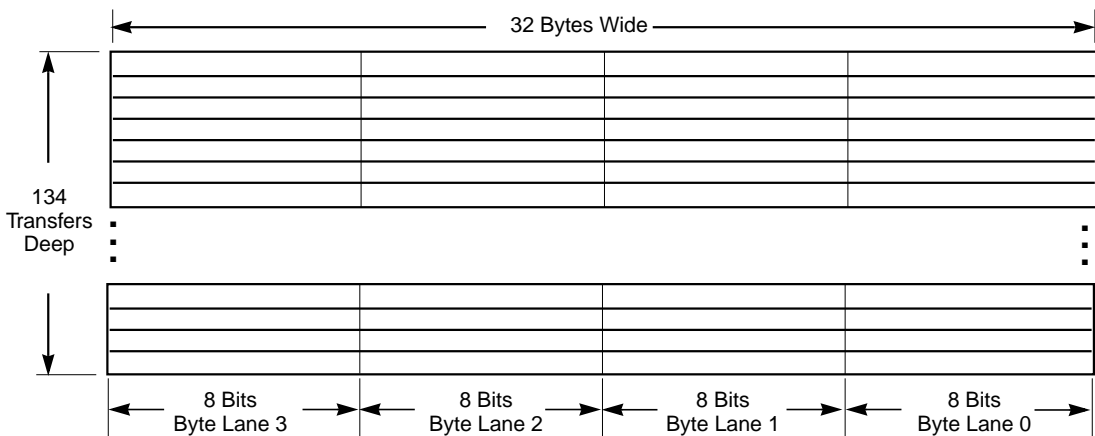 32 Bytes Wide
134
Transfers
Deep
8 Bits
Byte Lane 3
8 Bits
Byte Lane 2
8 Bits
Byte Lane 1
8 Bits
Byte Lane 0